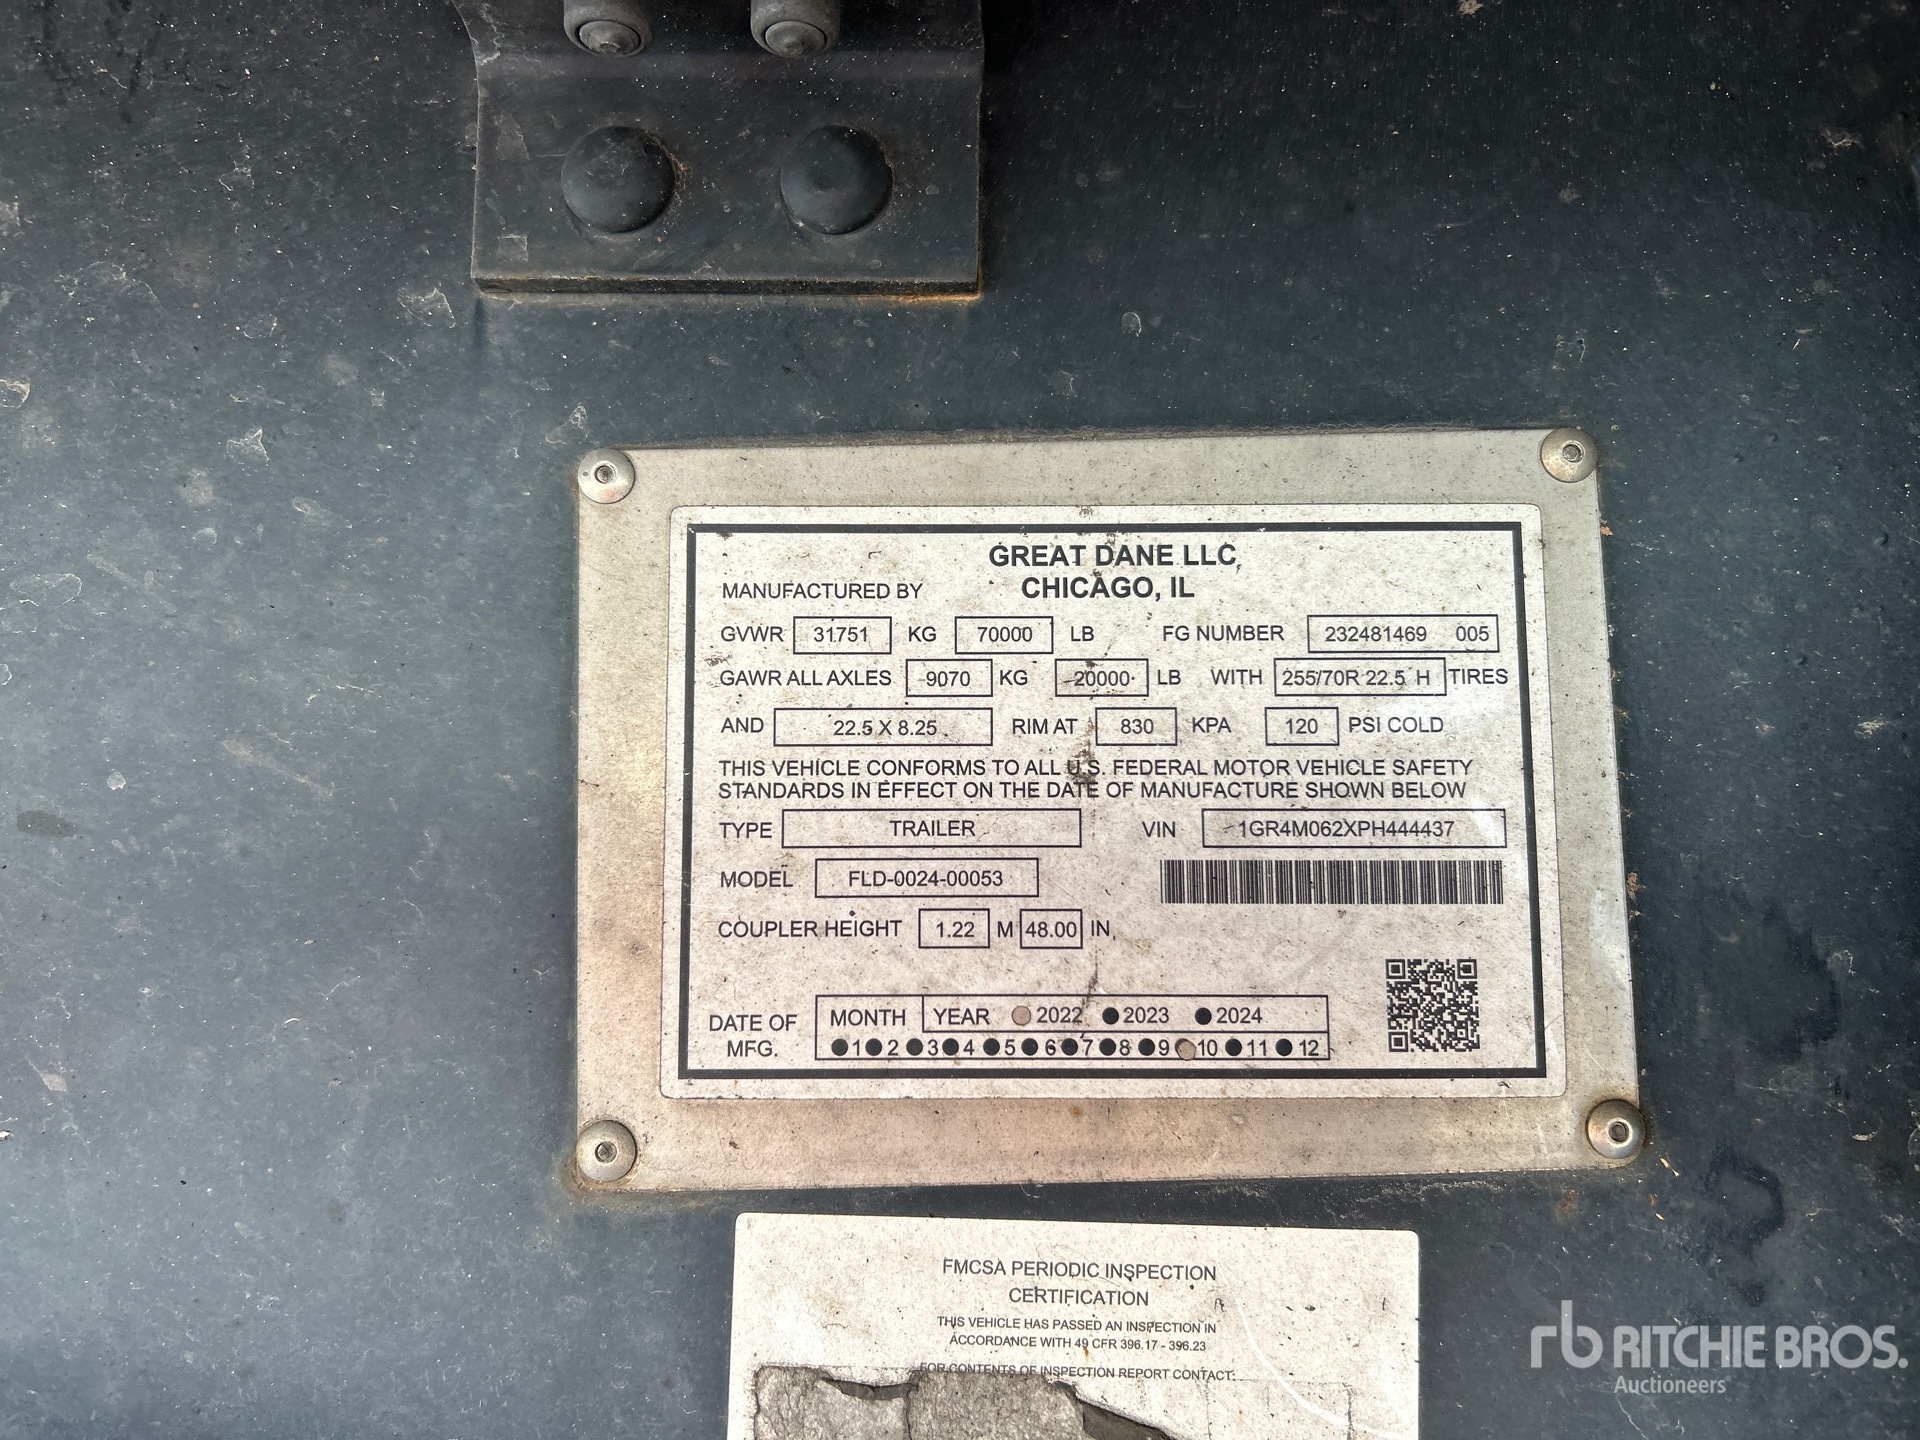 GREAT DANE LLC,
MANUFACTURED BY CHICAGO, IL
GVWR 31751 KG 70000 LB FG NUMBER 232481469 005
GAWR ALL AXLES 9070 KG 20000 LB WITH 255/70R 22.5 H TIRES
AND 22.5 X 8.25 RIM AT 830 KPA 120 PSI COLD
THIS VEHICLE CONFORMS TO ALL U.S. FEDERAL MOTOR VEHICLE SAFETY
STANDARDS IN EFFECT ON THE DATE OF MANUFACTURE SHOWN BELOW
TYPE TRAILER VIN 1GR4M062XPH444437
MODEL FLD-0024-00053
COUPLER HEIGHT 1.22 M 48.00 IN
DATE OF MFG. MONTH YEAR 2022 2023 2024
1 2 3 4 5 6 7 8 9 10 11 12
FMCSA PERIODIC INSPECTION
CERTIFICATION
THIS VEHICLE HAS PASSED AN INSPECTION IN
ACCORDANCE WITH 49 CFR 396.17 - 396.23
FOR CONTENTS OF INSPECTION REPORT CONTACT:
rb RITCHIE BROS.
Auctioneers